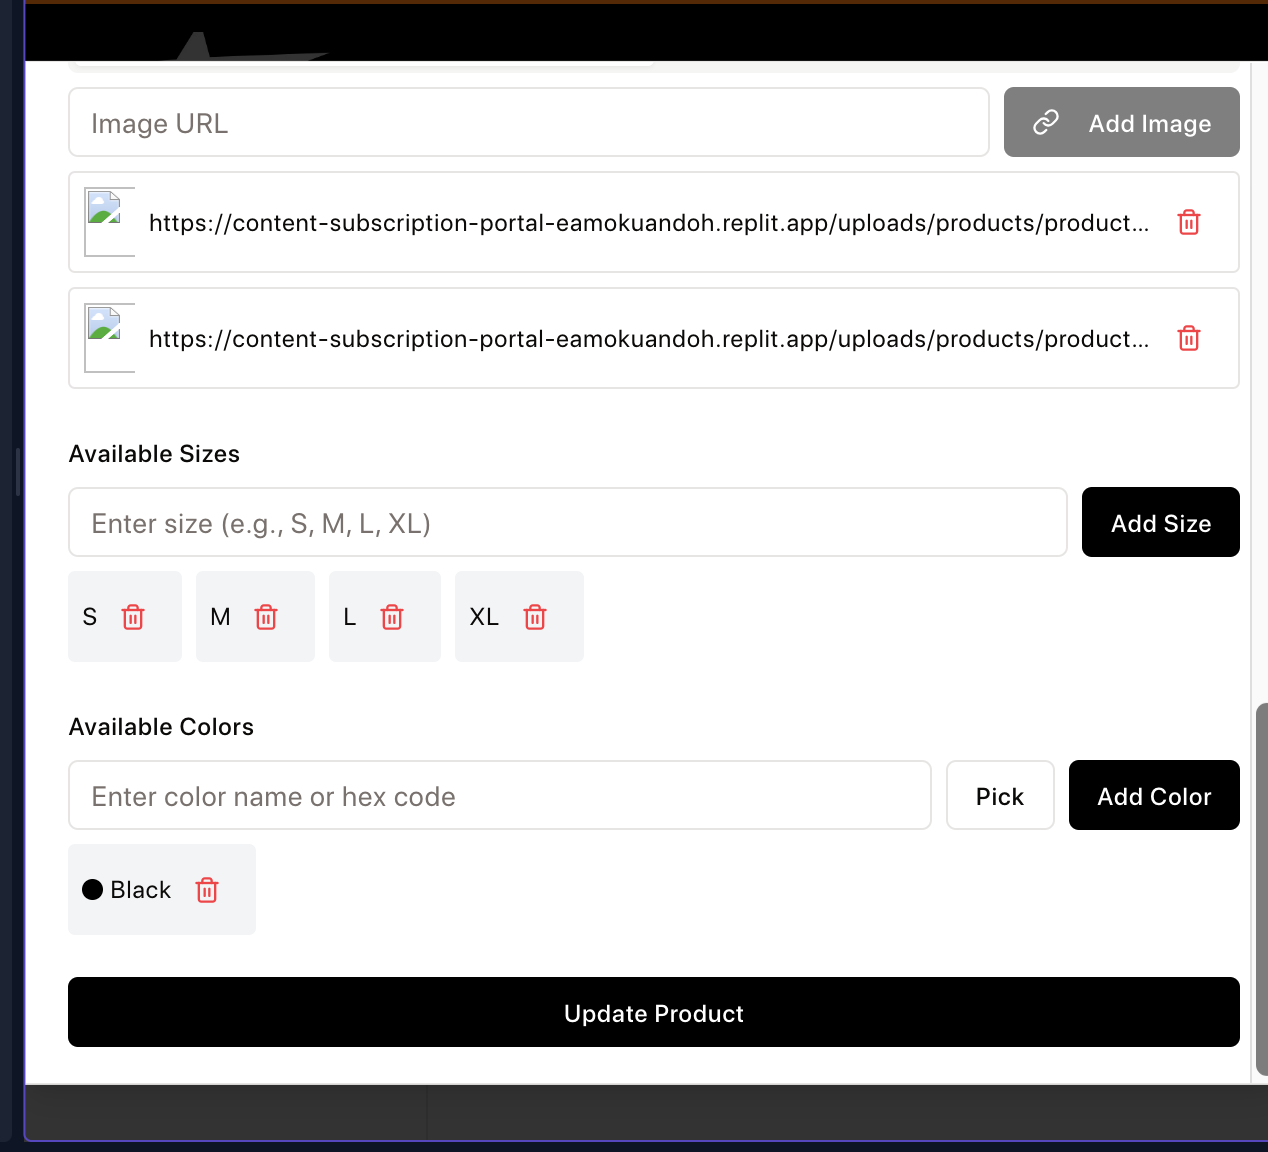 Image URL
Add Image
https://content-subscription-portal-eamokuandoh.replit.app/uploads/products/product...
https://content-subscription-portal-eamokuandoh.replit.app/uploads/products/product...
Available Sizes
Enter size (e.g., S, M, L, XL)
Add Size
S
M
L
XL
Available Colors
Enter color name or hex code
Pick
Add Color
Black
Update Product